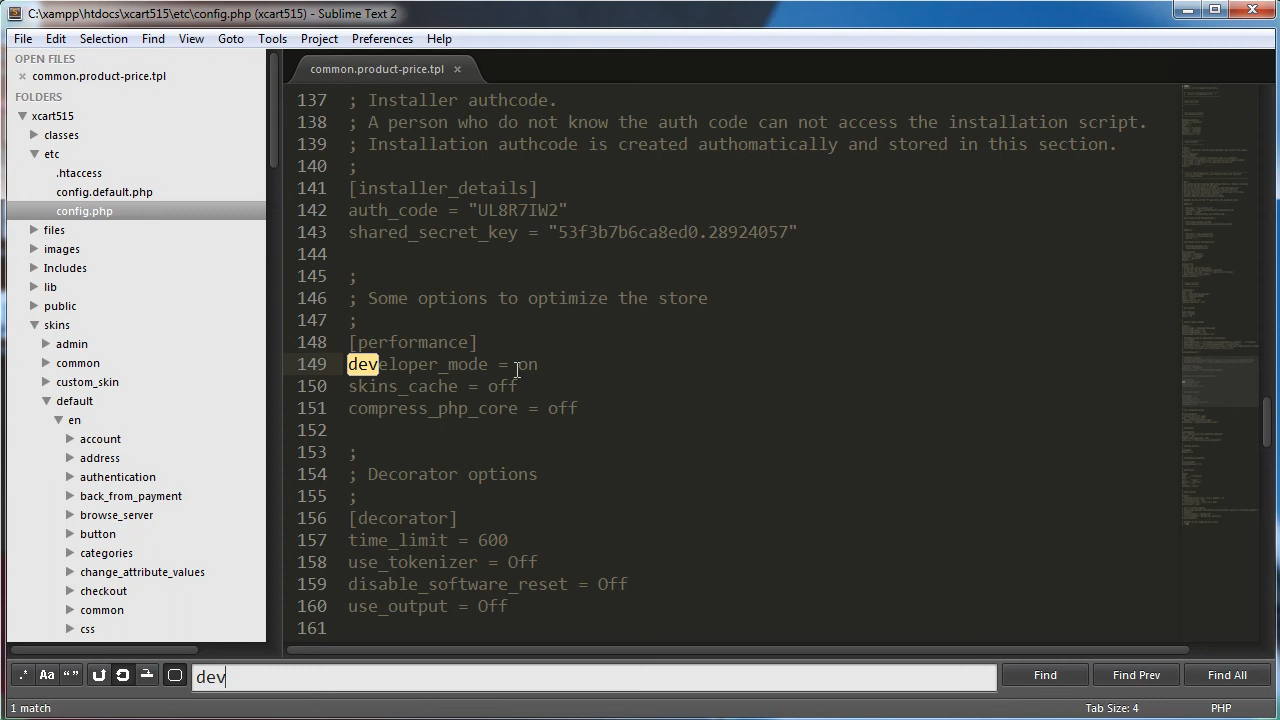 C:\xampp\htdocs\xcart515\etc\config.php (xcart515) - Sublime Text 2
File Edit Selection Find View Goto Tools Project Preferences Help
OPEN FILES
common.product-price.tpl
FOLDERS
xcart515
classes
etc
.htaccess
config.default.php
config.php
files
images
Includes
lib
public
skins
admin
common
custom_skin
default
en
account
address
authentication
back_from_payment
browse_server
button
categories
change_attribute_values
checkout
common
css
common.product-price.tpl
137 ; Installer authcode.
138 ; A person who do not know the auth code can not access the installation script.
139 ; Installation authcode is created authomatically and stored in this section.
140 ;
141 [installer_details]
142 auth_code = "UL8R7IW2"
143 shared_secret_key = "53f3b7b6ca8ed0.28924057"
144
145 ;
146 ; Some options to optimize the store
147 ;
148 [performance]
149 developer_mode = on
150 skins_cache = off
151 compress_php_core = off
152
153 ;
154 ; Decorator options
155 ;
156 [decorator]
157 time_limit = 600
158 use_tokenizer = Off
159 disable_software_reset = Off
160 use_output = Off
161
.* Aa “” dev Find Find Prev Find All
1 match Tab Size: 4 PHP